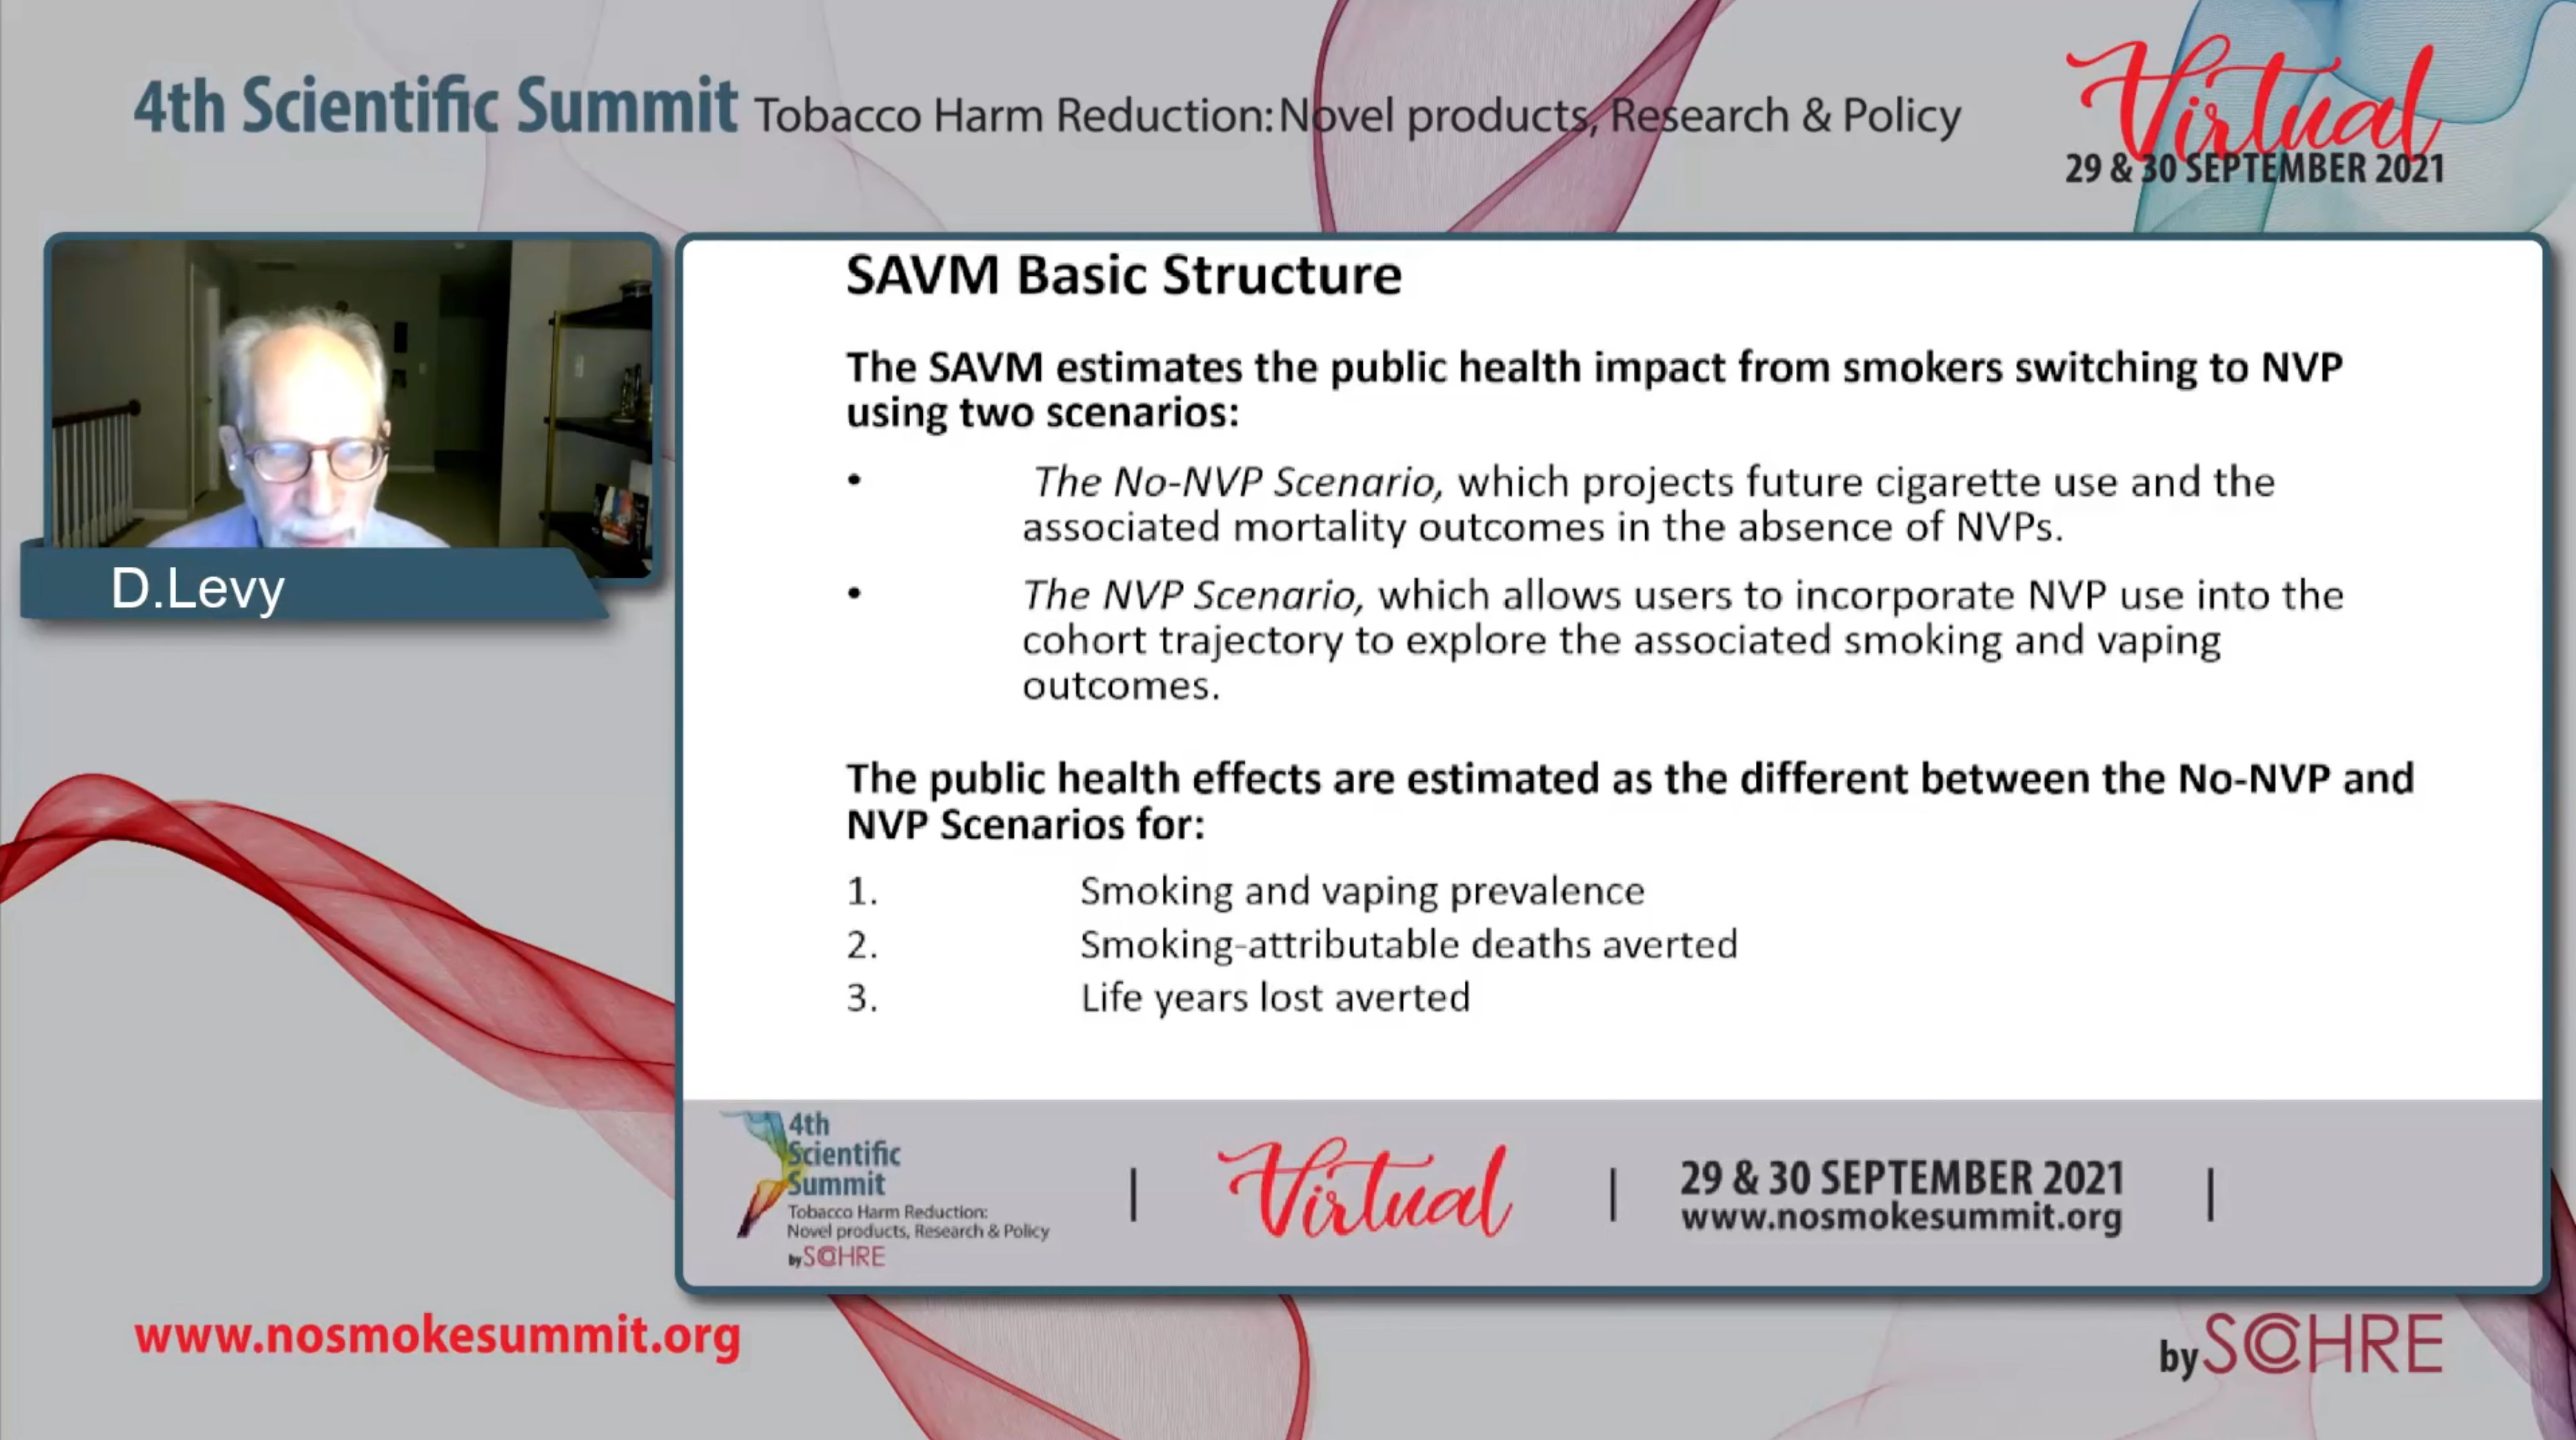 4th Scientific Summit Tobacco Harm Reduction: Novel products, Research & Policy
Virtual
29 & 30 SEPTEMBER 2021
D.Levy
SAVM Basic Structure
The SAVM estimates the public health impact from smokers switching to NVP
using two scenarios:
• The No-NVP Scenario, which projects future cigarette use and the
associated mortality outcomes in the absence of NVPs.
• The NVP Scenario, which allows users to incorporate NVP use into the
cohort trajectory to explore the associated smoking and vaping
outcomes.
The public health effects are estimated as the different between the No-NVP and
NVP Scenarios for:
1. Smoking and vaping prevalence
2. Smoking-attributable deaths averted
3. Life years lost averted
4th
Scientific
Summit
Tobacco Harm Reduction:
Novel products, Research & Policy
by SCOHRE
Virtual
29 & 30 SEPTEMBER 2021
www.nosmokesummit.org
www.nosmokesummit.org
by SCOHRE